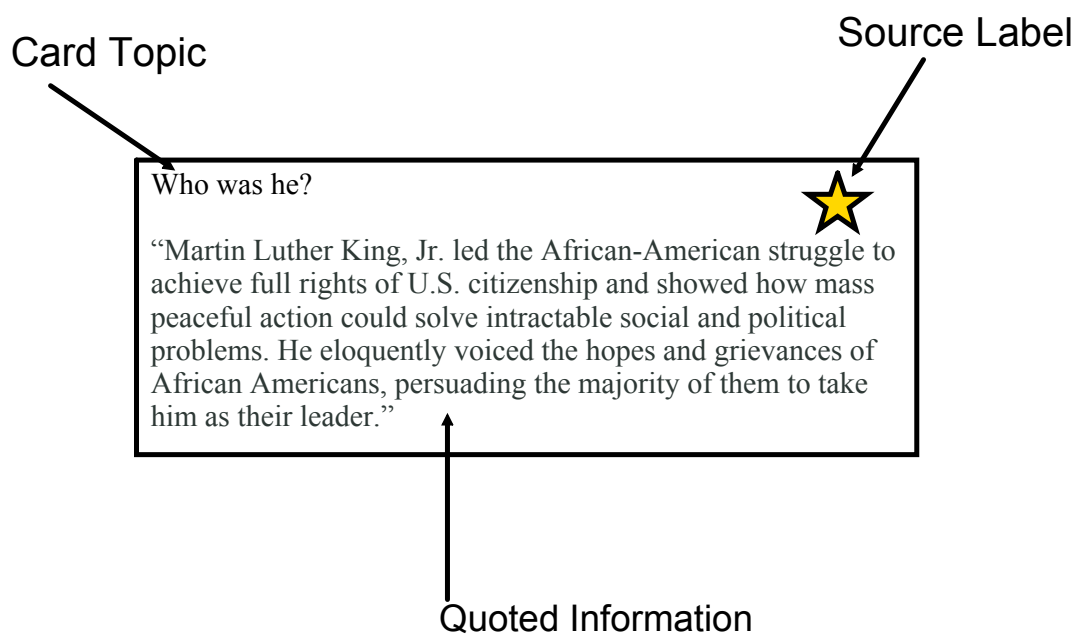 Source Label
Card Topic
Who was he?
“Martin Luther King, Jr. led the African-American struggle to
achieve full rights of U.S. citizenship and showed how mass
peaceful action could solve intractable social and political
problems. He eloquently voiced the hopes and grievances of
African Americans, persuading the majority of them to take
him as their leader.”
Quoted Information